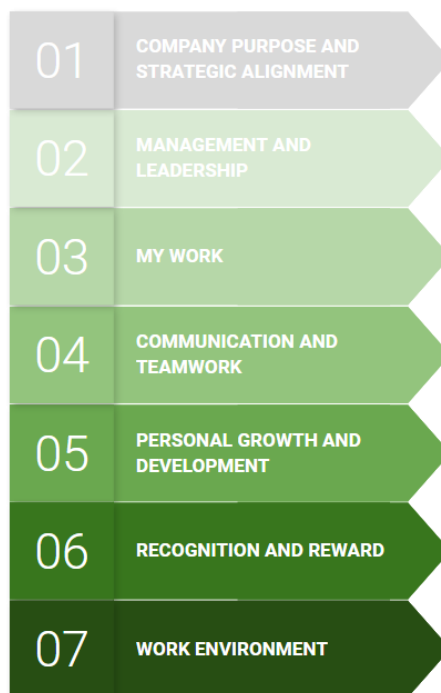 01
COMPANY PURPOSE AND
STRATEGIC ALIGNMENT
02
MANAGEMENT AND
LEADERSHIP
03
MY WORK
04
COMMUNICATION AND
TEAMWORK
05
PERSONAL GROWTH AND
DEVELOPMENT
06
RECOGNITION AND REWARD
07
WORK ENVIRONMENT